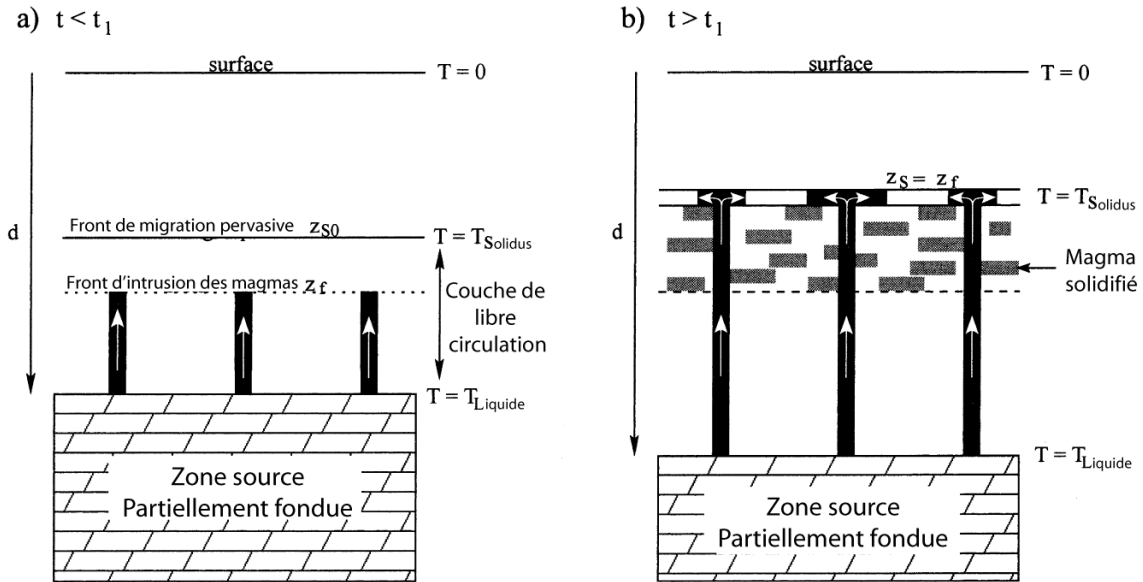 a) t < t1
surface
T = 0
d
Front de migration pervasive zS0
T = TSolidus
Front d'intrusion des magmas zf
Couche de
libre
circulation
T = TLiquide
Zone source
Partiellement fondue
b) t > t1
surface
T = 0
d
zS = zf
T = TSolidus
Magma
solidifié
T = TLiquide
Zone source
Partiellement fondue